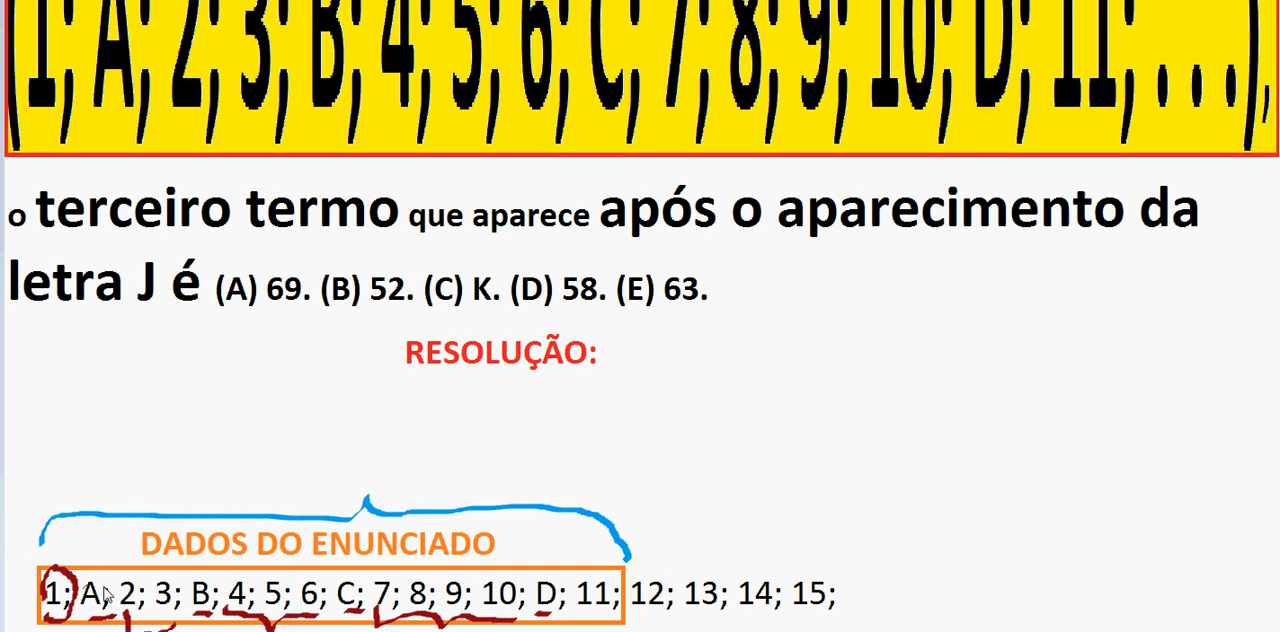 (1; A; 2; 3; B; 4; 5; 6; C; 7; 8; 9; 10; D; 11; . . .),
o terceiro termo que aparece após o aparecimento da
letra J é (A) 69. (B) 52. (C) K. (D) 58. (E) 63.
RESOLUÇÃO:
DADOS DO ENUNCIADO
1; A; 2; 3; B; 4; 5; 6; C; 7; 8; 9; 10; D; 11; 12; 13; 14; 15;